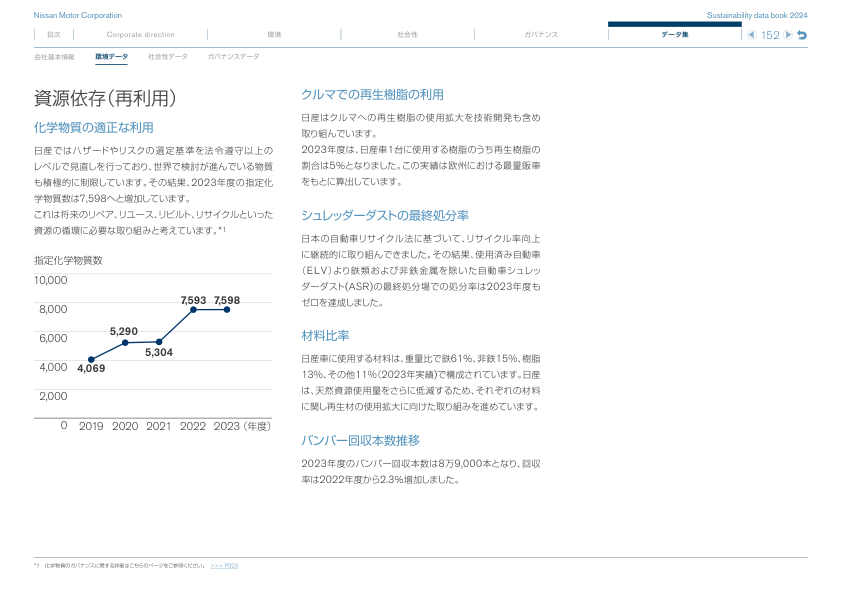 Nissan Motor Corporation
Sustainability data book 2024
目次
Corporate direction
環境
社会性
ガバナンス
データ集
152
会社基本情報
環境データ
社会性データ
ガバナンスデータ
資源依存（再利用）
化学物質の適正な利用
日産ではハザードやリスクの選定基準を法令遵守以上の
レベルで見直しを行っており、世界で検討が進んでいる物質
も積極的に制限しています。その結果、2023年度の指定化
学物質数は7,598へと増加しています。
これは将来のリペア、リユース、リビルト、リサイクルといった
資源の循環に必要な取り組みと考えています。*1
指定化学物質数
10,000
8,000
6,000
4,000
2,000
0
4,069
5,290
5,304
7,593
7,598
2019
2020
2021
2022
2023
（年度）
クルマでの再生樹脂の利用
日産はクルマへの再生樹脂の使用拡大を技術開発も含め
取り組んでいます。
2023年度は、日産車1台に使用する樹脂のうち再生樹脂の
割合は5%となりました。この実績は欧州における最量販車
をもとに算出しています。
シュレッダーダストの最終処分率
日本の自動車リサイクル法に基づいて、リサイクル率向上
に継続的に取り組んできました。その結果、使用済み自動車
（ELV）より鉄類および非鉄金属を除いた自動車シュレッ
ダーダスト(ASR)の最終処分場での処分率は2023年度も
ゼロを達成しました。
材料比率
日産車に使用する材料は、重量比で鉄61%、非鉄15%、樹脂
13%、その他11%（2023年実績）で構成されています。日産
は、天然資源使用量をさらに低減するため、それぞれの材料
に関し再生材の使用拡大に向けた取り組みを進めています。
バンパー回収本数推移
2023年度のバンパー回収本数は8万9,000本となり、回収
率は2022年度から2.3%増加しました。
*1 化学物質のガバナンスに関する詳細はこちらのページをご参照ください。 >>> P023